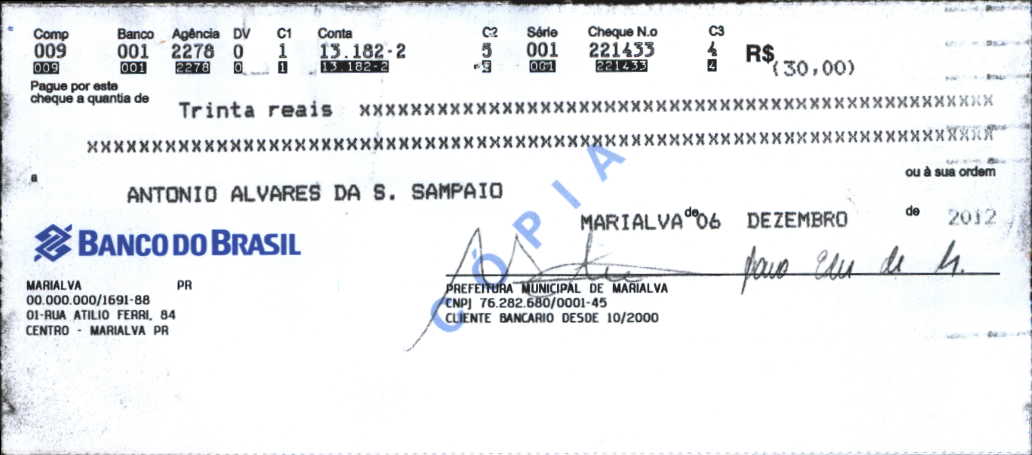 Comp Banco Agência DV C1 Conta C2 Série Cheque N.o C3
009 001 2278 0 1 13.182-2 5 001 221433 4 R$ (30,00)
009 001 2278 0 1 13.182-2 001 221433 4
Pague por este
cheque a quantia de Trinta reais xxxxxxxxxxxxxxxxxxxxxxxxxxxxxxxxxxxxxxxxxxxxxxxxx
xxxxxxxxxxxxxxxxxxxxxxxxxxxxxxxxxxxxxxxxxxxxxxxxxxxxxxxxxxxxxxxxxxxxxx
a ou à sua ordem
ANTONIO ALVARES DA S. SAMPAIO
CÓPIA
MARIALVA de 06 DEZEMBRO de 2012
BANCO DO BRASIL
MARIALVA PR
00.000.000/1691-88
01-RUA ATILIO FERRI, 84
CENTRO - MARIALVA PR
PREFEITURA MUNICIPAL DE MARIALVA
CNPJ 76.282.680/0001-45
CLIENTE BANCARIO DESDE 10/2000